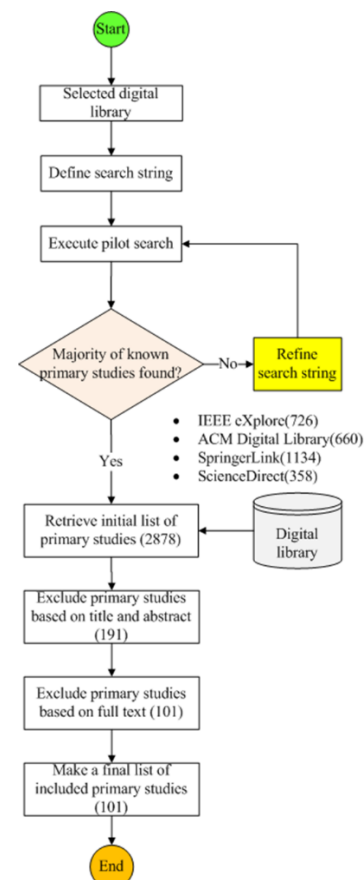 Start
Selected digital
library
Define search string
Execute pilot search
Majority of known
primary studies found?
No
Refine
search string
• IEEE eXplore(726)
• ACM Digital Library(660)
• SpringerLink(1134)
• ScienceDirect(358)
Yes
Retrieve initial list of
primary studies (2878)
Digital
library
Exclude primary studies
based on title and abstract
(191)
Exclude primary studies
based on full text (101)
Make a final list of
included primary studies
(101)
End